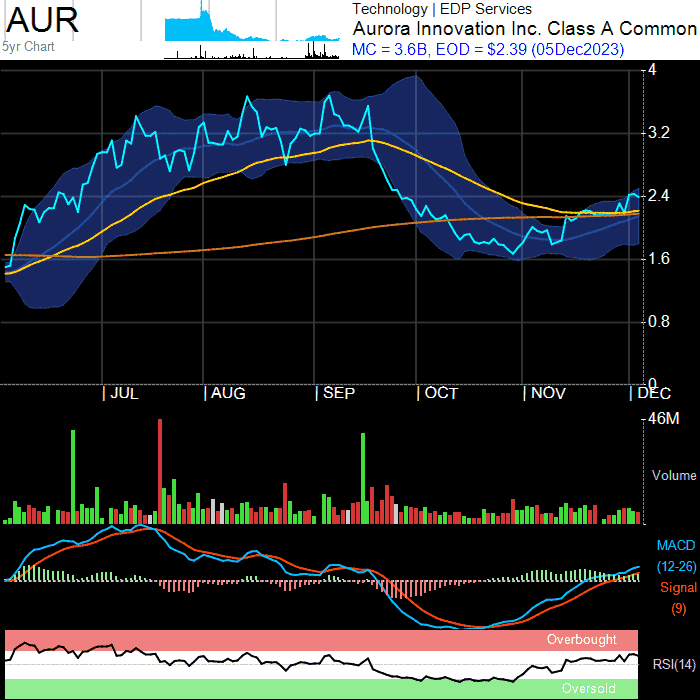 AUR
5yr Chart
Technology | EDP Services
Aurora Innovation Inc. Class A Common
MC = 3.6B, EOD = $2.39 (05Dec2023)
4
3.2
2.4
1.6
0.8
0
| JUL | AUG | SEP | OCT | NOV | DEC
46M
Volume
MACD
(12-26)
Signal
(9)
Overbought
RSI(14)
Oversold